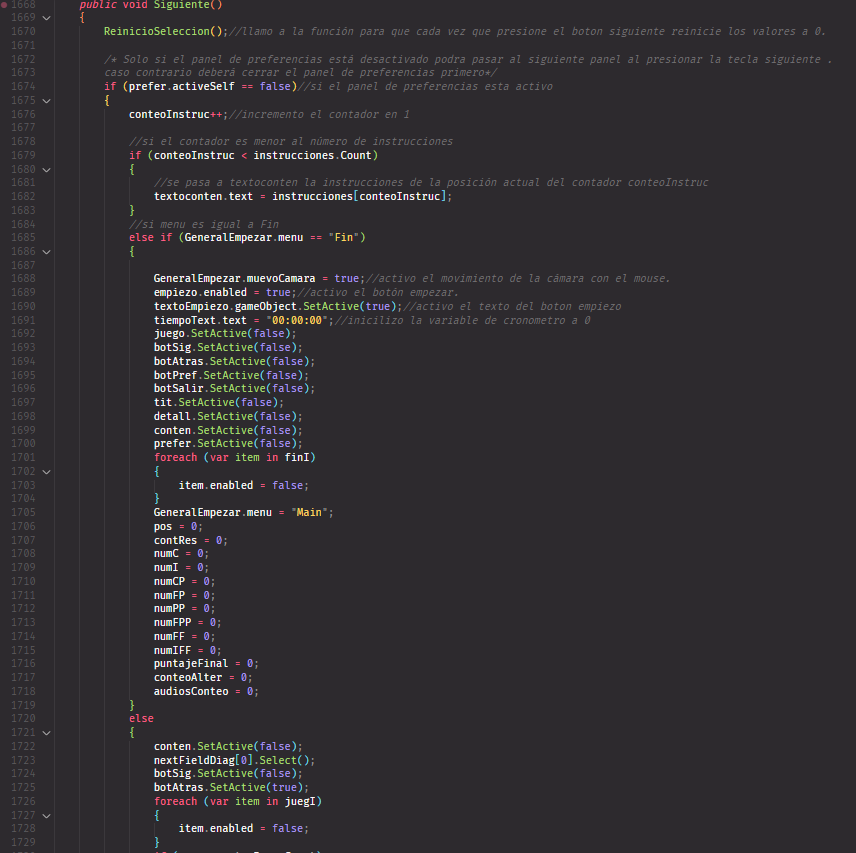 1668 public void Siguiente()
1669 {
1670 ReinicioSeleccion();//llamo a la función para que cada vez que presione el boton siguiente reinicie los valores a 0.
1671
1672 /* Solo si el panel de preferencias está desactivado podra pasar al siguiente panel al presionar la tecla siguiente .
1673 caso contrario deberá cerrar el panel de preferencias primero*/
1674 if (prefer.activeSelf == false)//si el panel de preferencias esta activo
1675 {
1676 conteoInstruc++;//incremento el contador en 1
1677
1678 //si el contador es menor al número de instrucciones
1679 if (conteoInstruc < instrucciones.Count)
1680 {
1681 //se pasa a textoconten la instrucciones de la posición actual del contador conteoInstruc
1682 textoconten.text = instrucciones[conteoInstruc];
1683 }
1684 //si menu es igual a Fin
1685 else if (GeneralEmpezar.menu == "Fin")
1686 {
1687
1688 GeneralEmpezar.muevoCamara = true;//activo el movimiento de la cámara con el mouse.
1689 empiezo.enabled = true;//activo el botón empezar.
1690 textoEmpiezo.gameObject.SetActive(true);//activo el texto del boton empiezo
1691 tiempoText.text = "00:00:00";//inicilizo la variable de cronometro a 0
1692 juego.SetActive(false);
1693 botSig.SetActive(false);
1694 botAtras.SetActive(false);
1695 botPref.SetActive(false);
1696 botSalir.SetActive(false);
1697 tit.SetActive(false);
1698 detall.SetActive(false);
1699 conten.SetActive(false);
1700 prefer.SetActive(false);
1701 foreach (var item in finI)
1702 {
1703 item.enabled = false;
1704 }
1705 GeneralEmpezar.menu = "Main";
1706 pos = 0;
1707 contRes = 0;
1708 numC = 0;
1709 numI = 0;
1710 numCP = 0;
1711 numFP = 0;
1712 numPP = 0;
1713 numFPP = 0;
1714 numFF = 0;
1715 numIFF = 0;
1716 puntajeFinal = 0;
1717 conteoAlter = 0;
1718 audiosConteo = 0;
1719 }
1720 else
1721 {
1722 conten.SetActive(false);
1723 nextFieldDiag[0].Select();
1724 botSig.SetActive(false);
1725 botAtras.SetActive(true);
1726 foreach (var item in juegI)
1727 {
1728 item.enabled = false;
1729 }